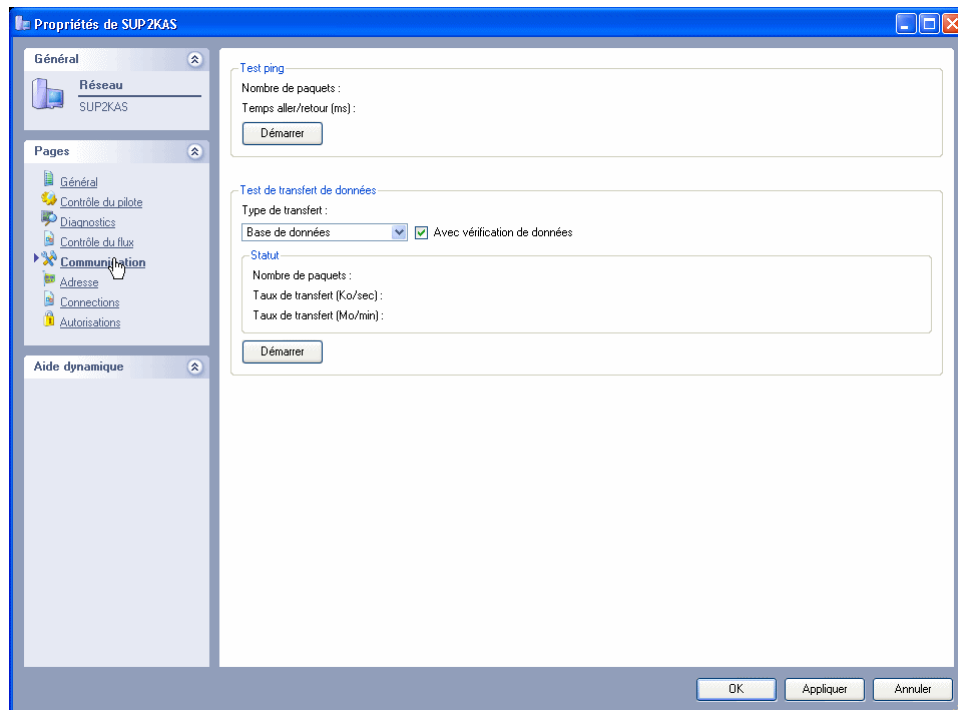 Propriétés de SUP2KAS
Général
Réseau
SUP2KAS
Pages
Général
Contrôle du pilote
Diagnostics
Contrôle du flux
Communication
Adresse
Connections
Autorisations
Aide dynamique
Test ping
Nombre de paquets :
Temps aller/retour (ms) :
Démarrer
Test de transfert de données
Type de transfert :
Base de données
Avec vérification de données
Statut
Nombre de paquets :
Taux de transfert (Ko/sec) :
Taux de transfert (Mo/min) :
Démarrer
OK
Appliquer
Annuler